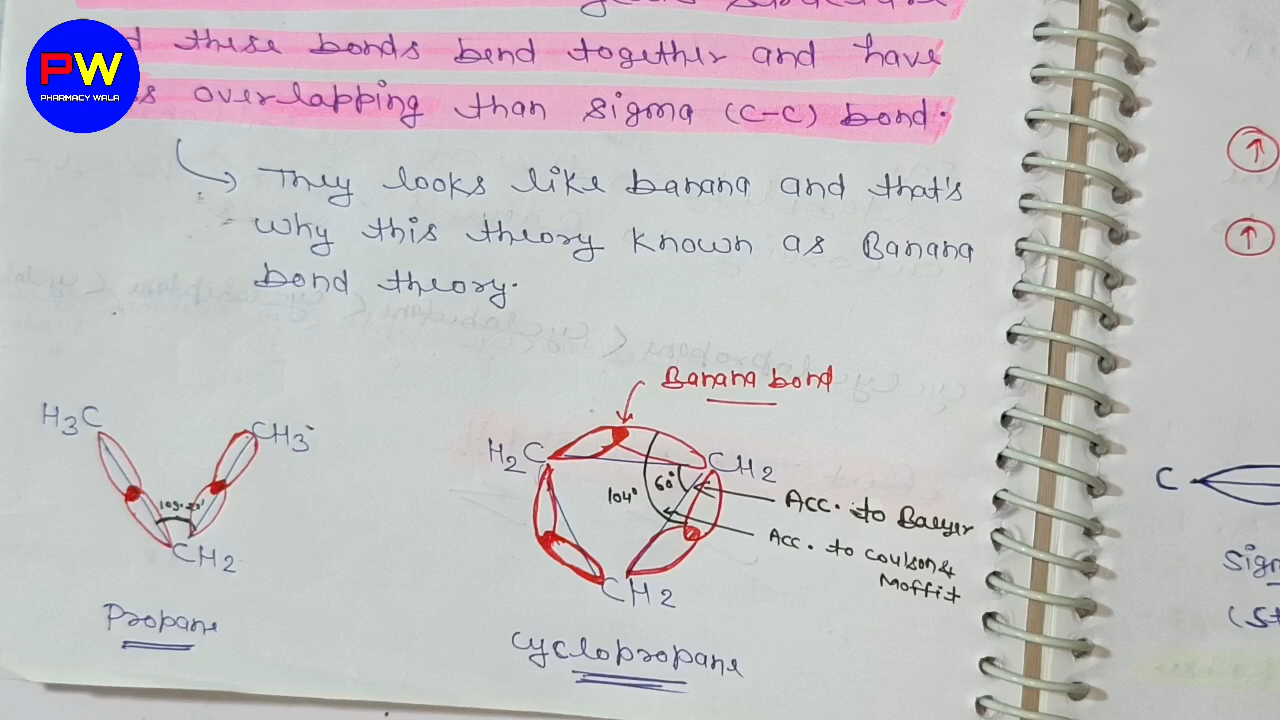 these bonds bend together and have
PW
PHARMACY WALA
overlapping than sigma (C-C) bond.
They looks like banana and that's
why this theory known as Banana
bond theory.
Banana bond
H3C
CH3
H2C
CH2
104°
60°
Acc. to Baeyer
Acc. to Coulson &
Moffit
CH2
CH2
Propane
Cyclopropane
C